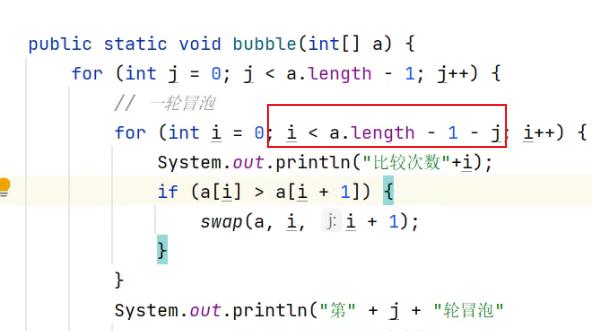 public static void bubble(int[] a) {
for (int j = 0; j < a.length - 1; j++) {
// 一轮冒泡
for (int i = 0; i < a.length - 1 - j; i++) {
System.out.println("比较次数"+i);
if (a[i] > a[i + 1]) {
swap(a, i, j: i + 1);
}
}
System.out.println("第" + j + "轮冒泡"